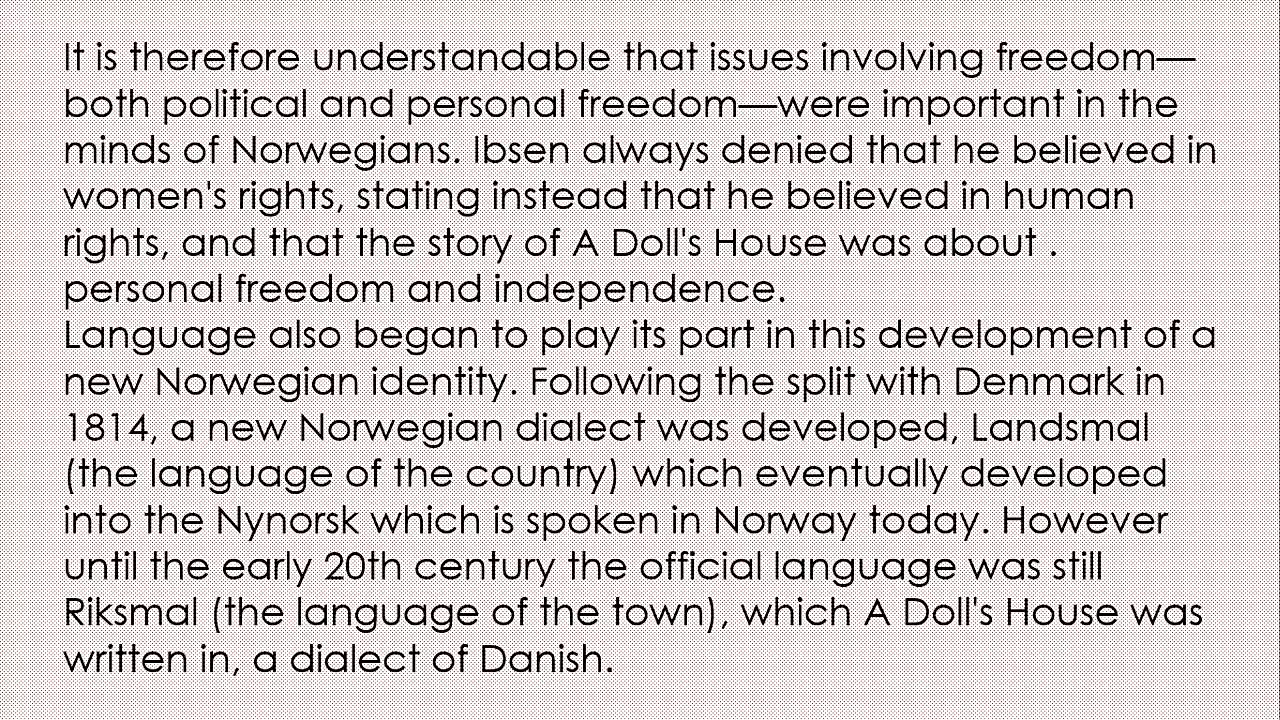 It is therefore understandable that issues involving freedom—
both political and personal freedom—were important in the
minds of Norwegians. Ibsen always denied that he believed in
women's rights, stating instead that he believed in human
rights, and that the story of A Doll's House was about .
personal freedom and independence.
Language also began to play its part in this development of a
new Norwegian identity. Following the split with Denmark in
1814, a new Norwegian dialect was developed, Landsmal
(the language of the country) which eventually developed
into the Nynorsk which is spoken in Norway today. However
until the early 20th century the official language was still
Riksmal (the language of the town), which A Doll's House was
written in, a dialect of Danish.